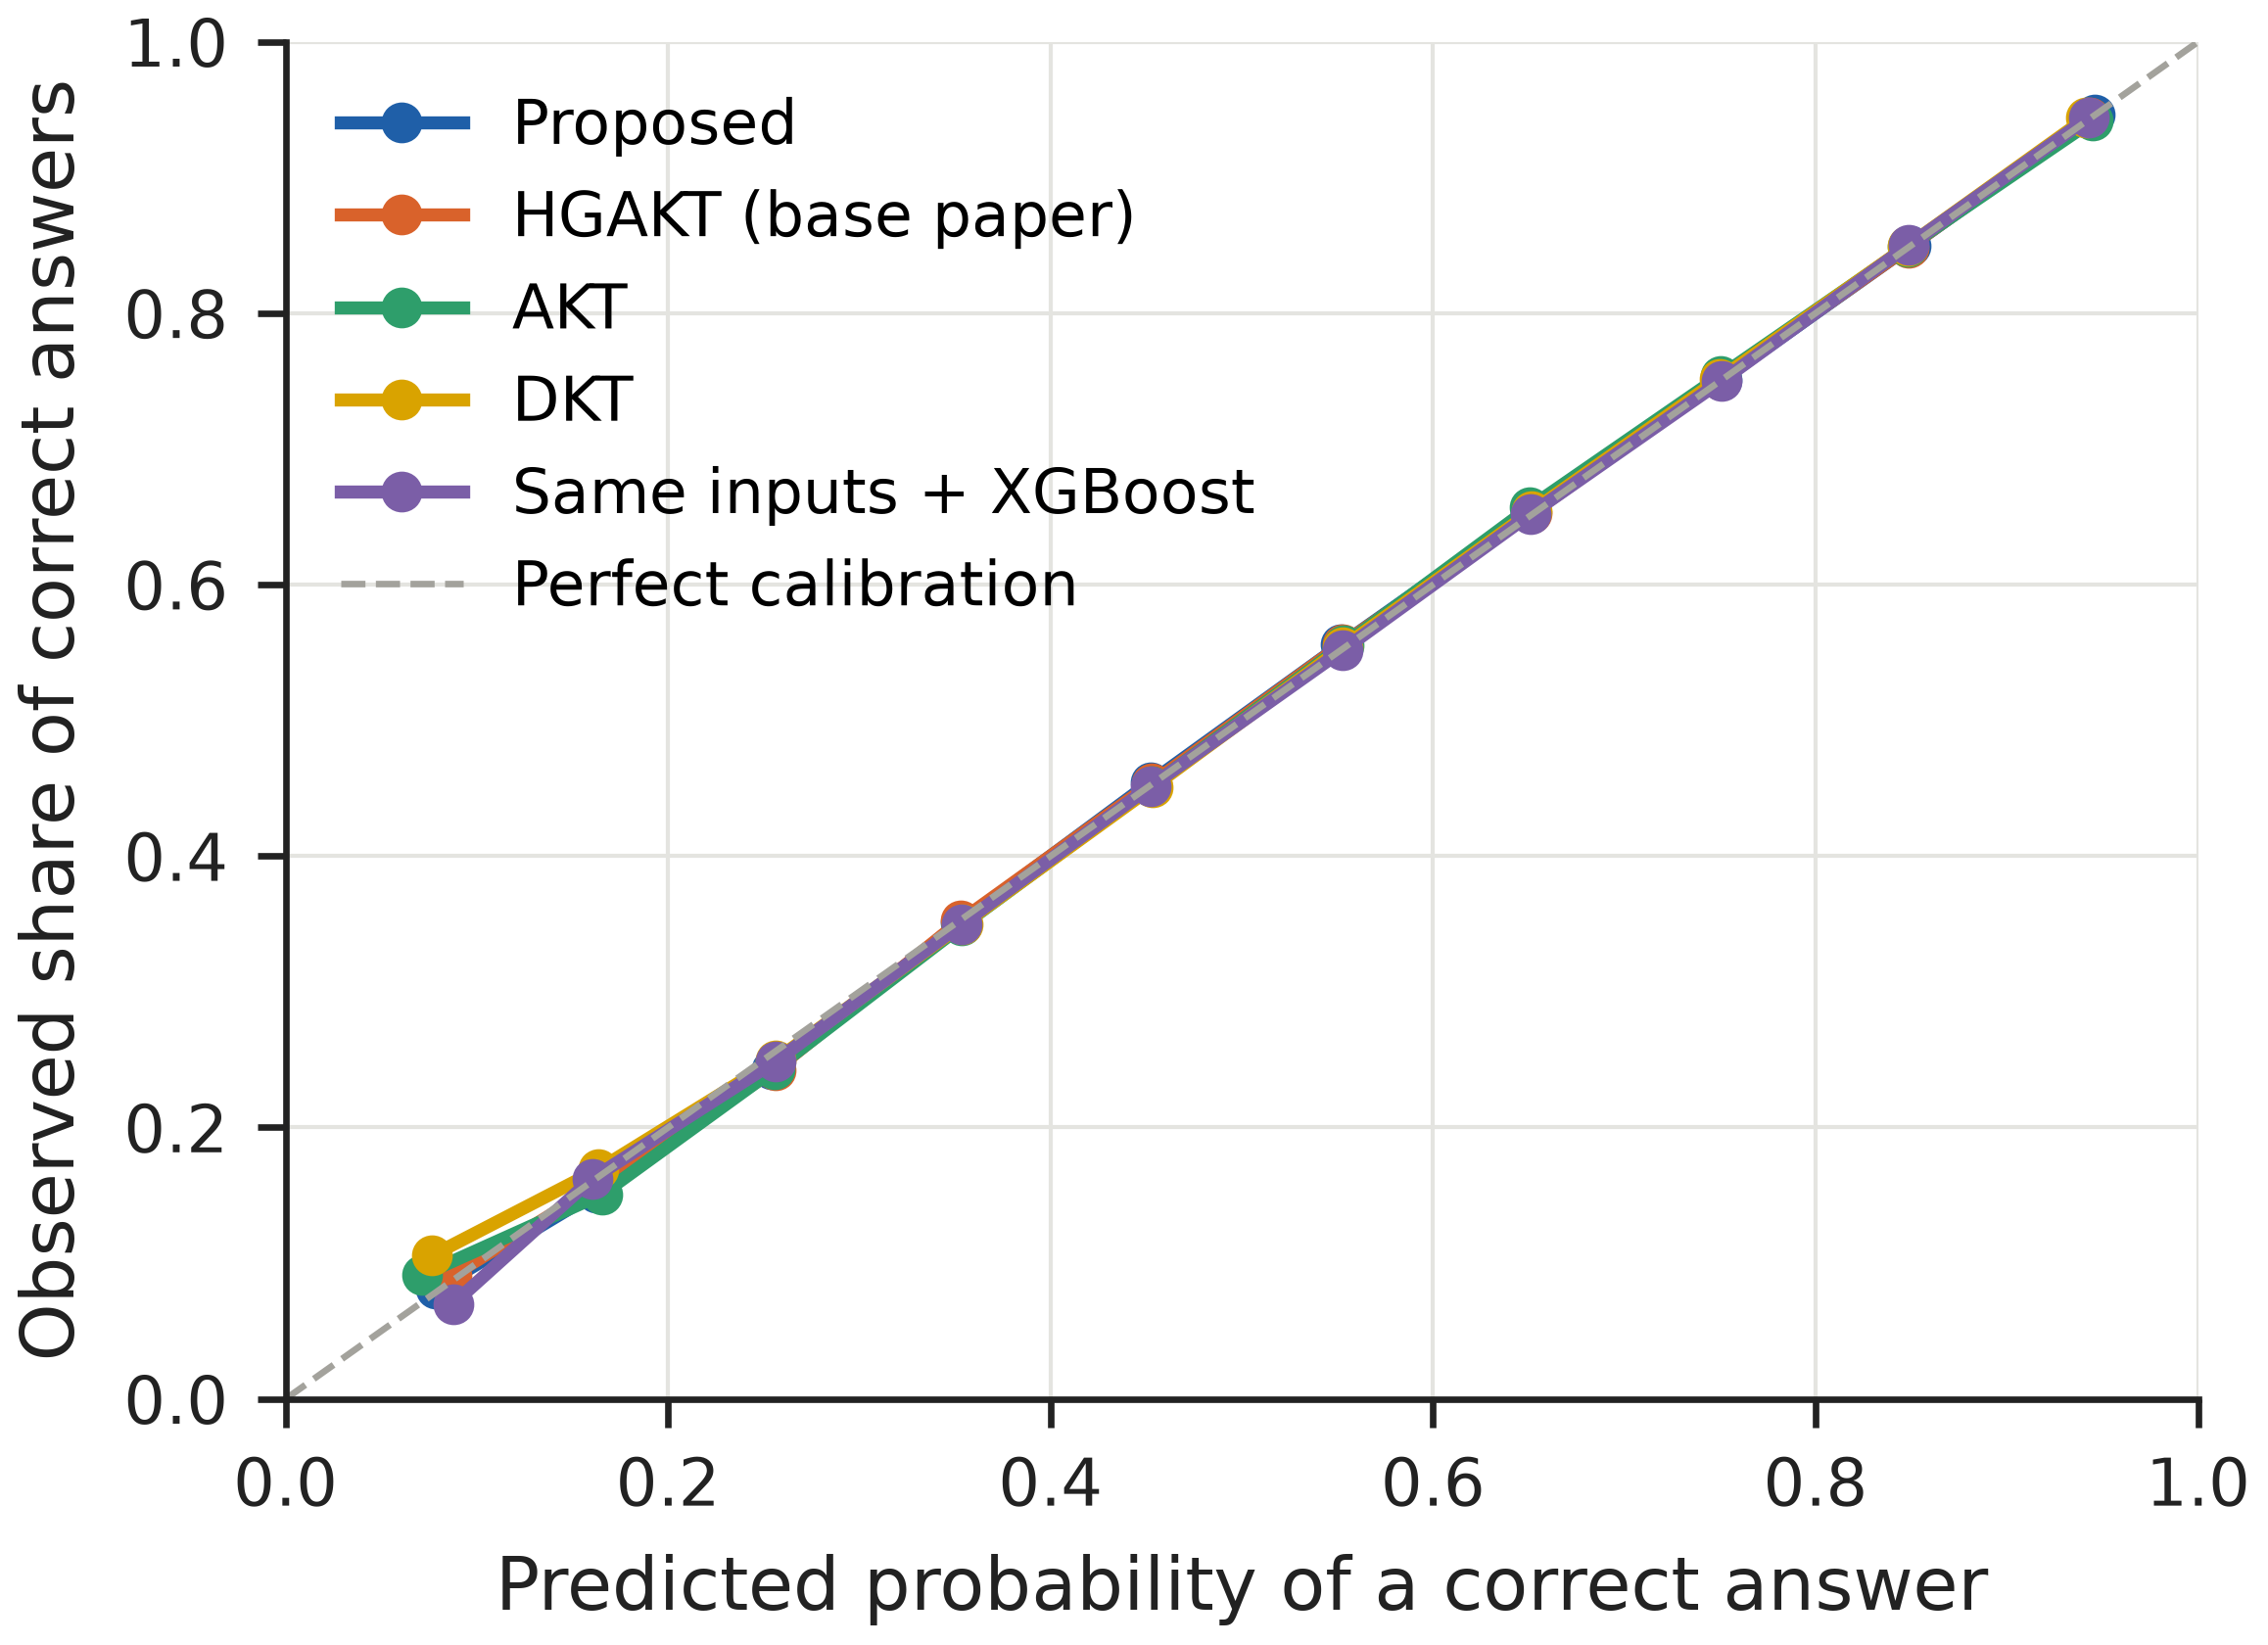 Observed share of correct answers
1.0
0.8
0.6
0.4
0.2
0.0
Proposed
HGAKT (base paper)
AKT
DKT
Same inputs + XGBoost
Perfect calibration
0.0 0.2 0.4 0.6 0.8 1.0
Predicted probability of a correct answer